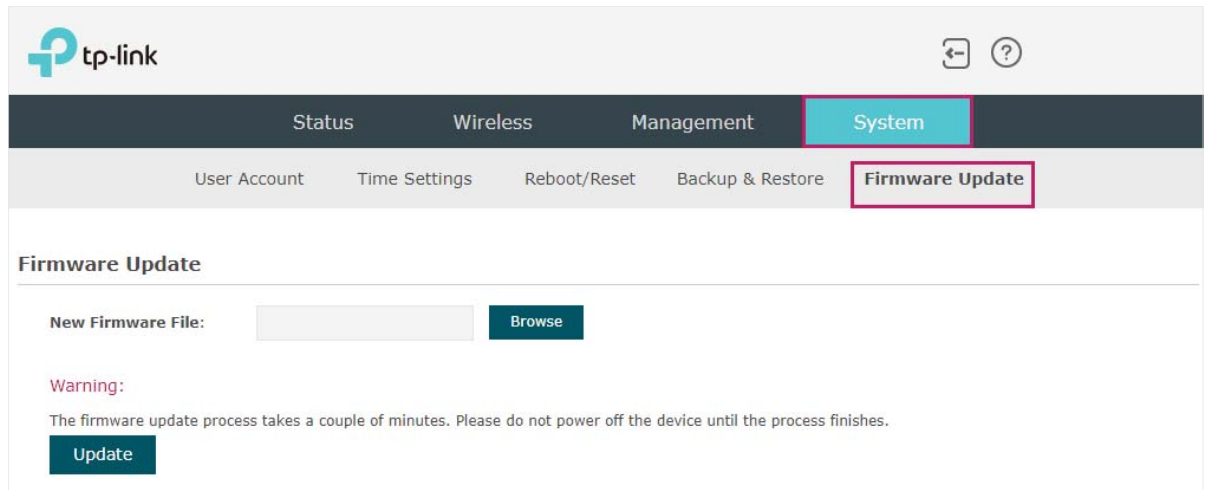 tp-link
Status Wireless Management System
User Account Time Settings Reboot/Reset Backup & Restore Firmware Update
Firmware Update
New Firmware File: Browse
Warning:
The firmware update process takes a couple of minutes. Please do not power off the device until the process finishes.
Update